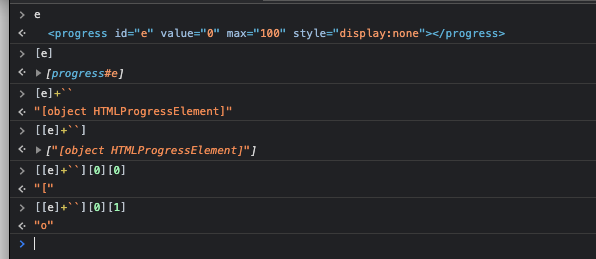 > e
<· <progress id="e" value="0" max="100" style="display:none"></progress>
> [e]
<· ▶[progress#e]
> [e]+``
<· "[object HTMLProgressElement]"
> [[e]+``]
<· ▶["[object HTMLProgressElement]"]
> [[e]+``][0][0]
<· "["
> [[e]+``][0][1]
<· "o"
>